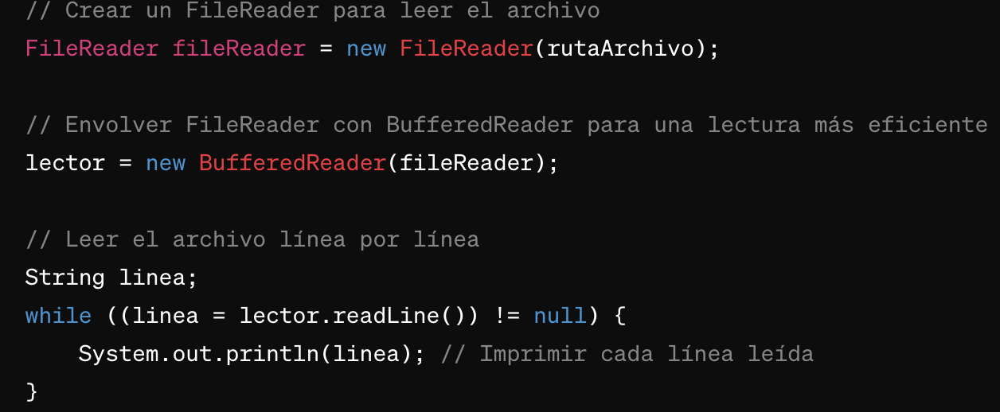 // Crear un FileReader para leer el archivo
FileReader fileReader = new FileReader(rutaArchivo);
// Envolver FileReader con BufferedReader para una lectura más eficiente
lector = new BufferedReader(fileReader);
// Leer el archivo línea por línea
String linea;
while ((linea = lector.readLine()) != null) {
    System.out.println(linea); // Imprimir cada línea leída
}